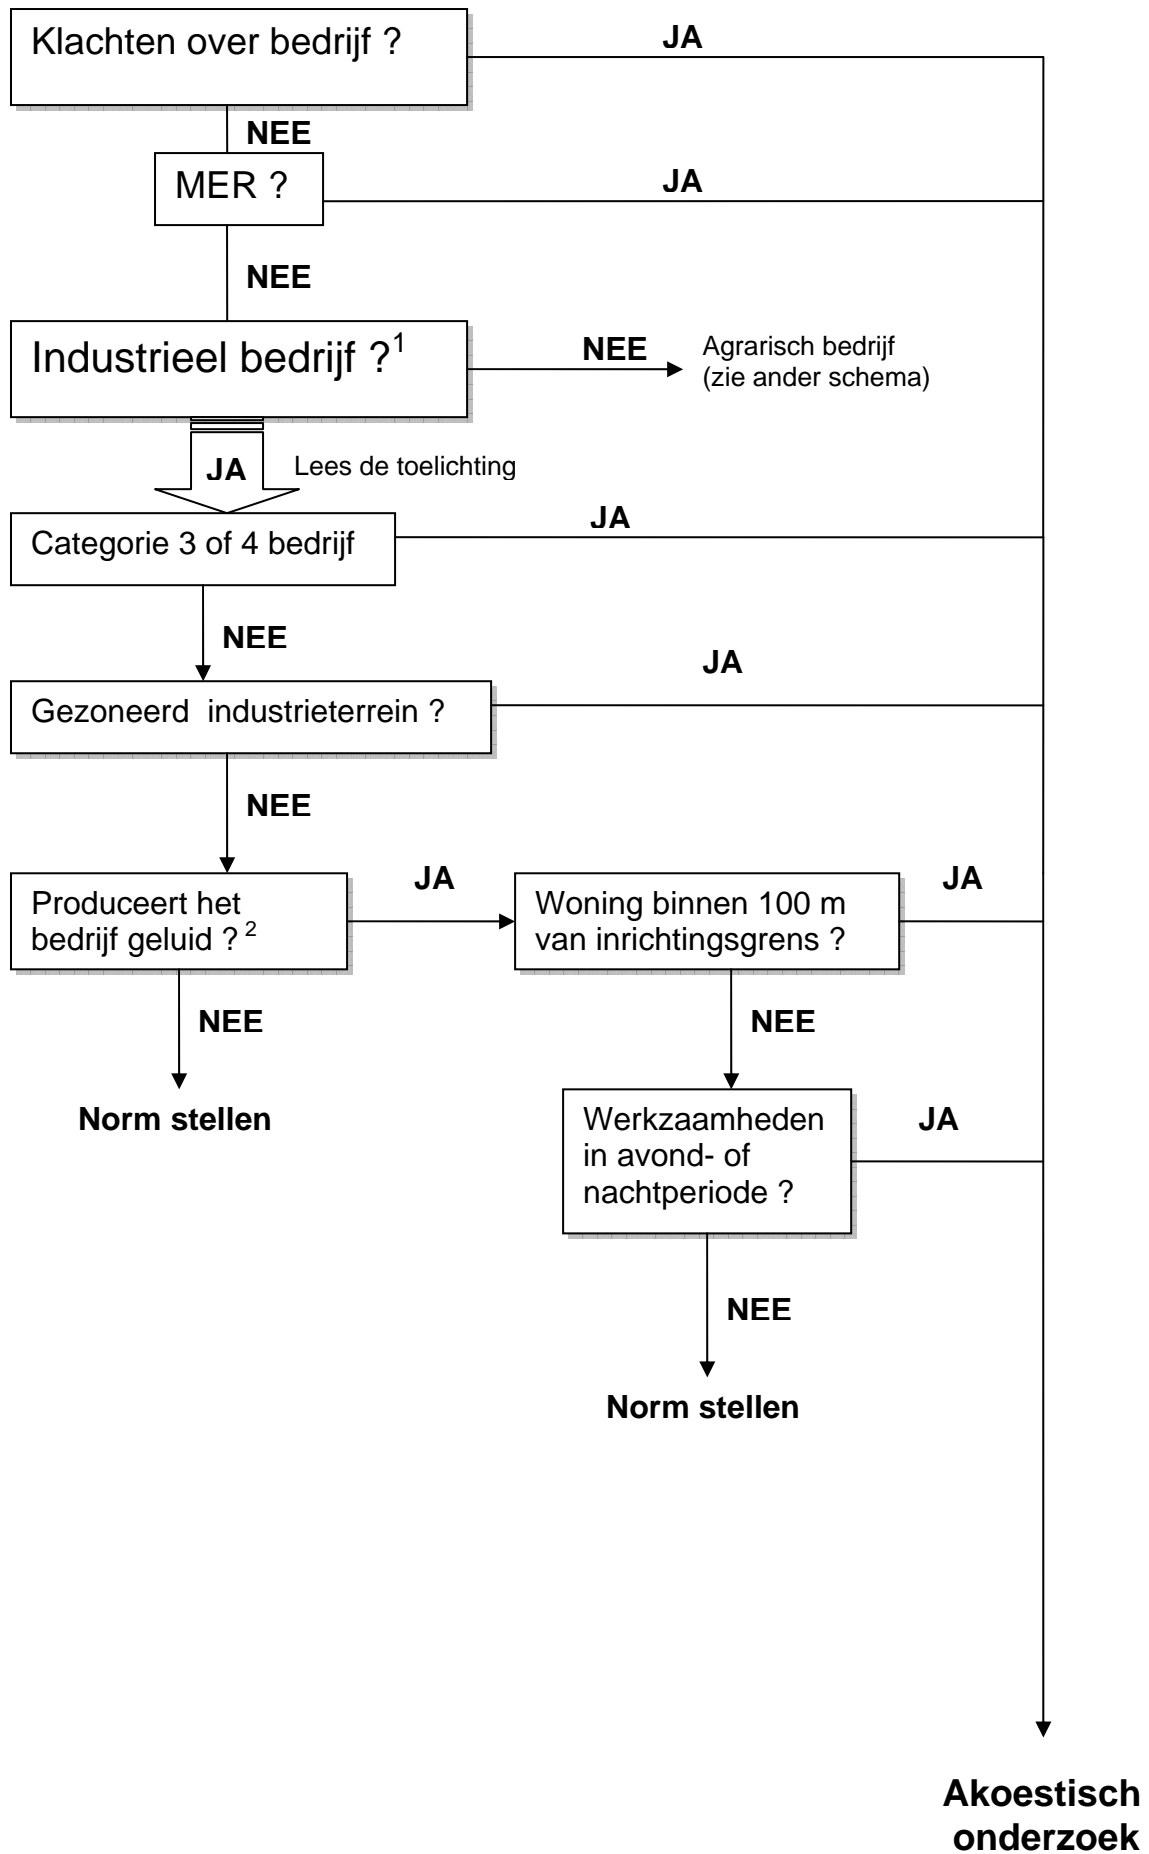 Klachten over bedrijf ?
JA
NEE
MER ?
JA
NEE
Industrieel bedrijf ?1
NEE
Agrarisch bedrijf
(zie ander schema)
JA
Lees de toelichting
Categorie 3 of 4 bedrijf
JA
NEE
Gezoneerd  industrieterrein ?
JA
NEE
Produceert het
bedrijf geluid ? 2
JA
Woning binnen 100 m
van inrichtingsgrens ?
JA
NEE
NEE
Norm stellen
Werkzaamheden
in avond- of
nachtperiode ?
JA
NEE
Norm stellen
Akoestisch
onderzoek